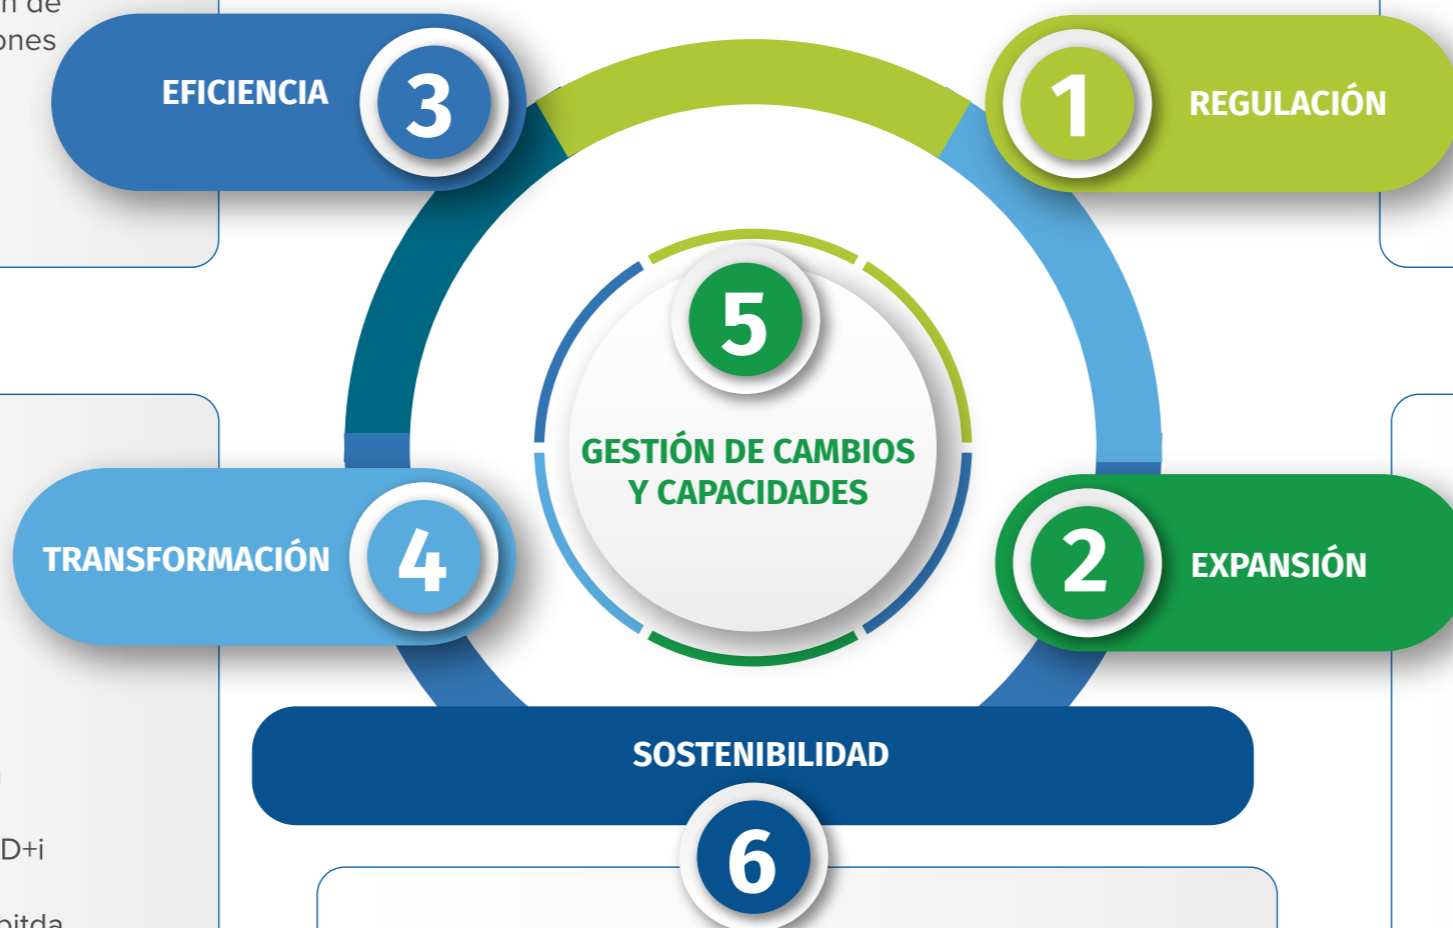 EFICIENCIA
3
1
REGULACIÓN
5
GESTIÓN DE CAMBIOS
Y CAPACIDADES
TRANSFORMACIÓN
4
2
EXPANSIÓN
SOSTENIBILIDAD
6
D+i